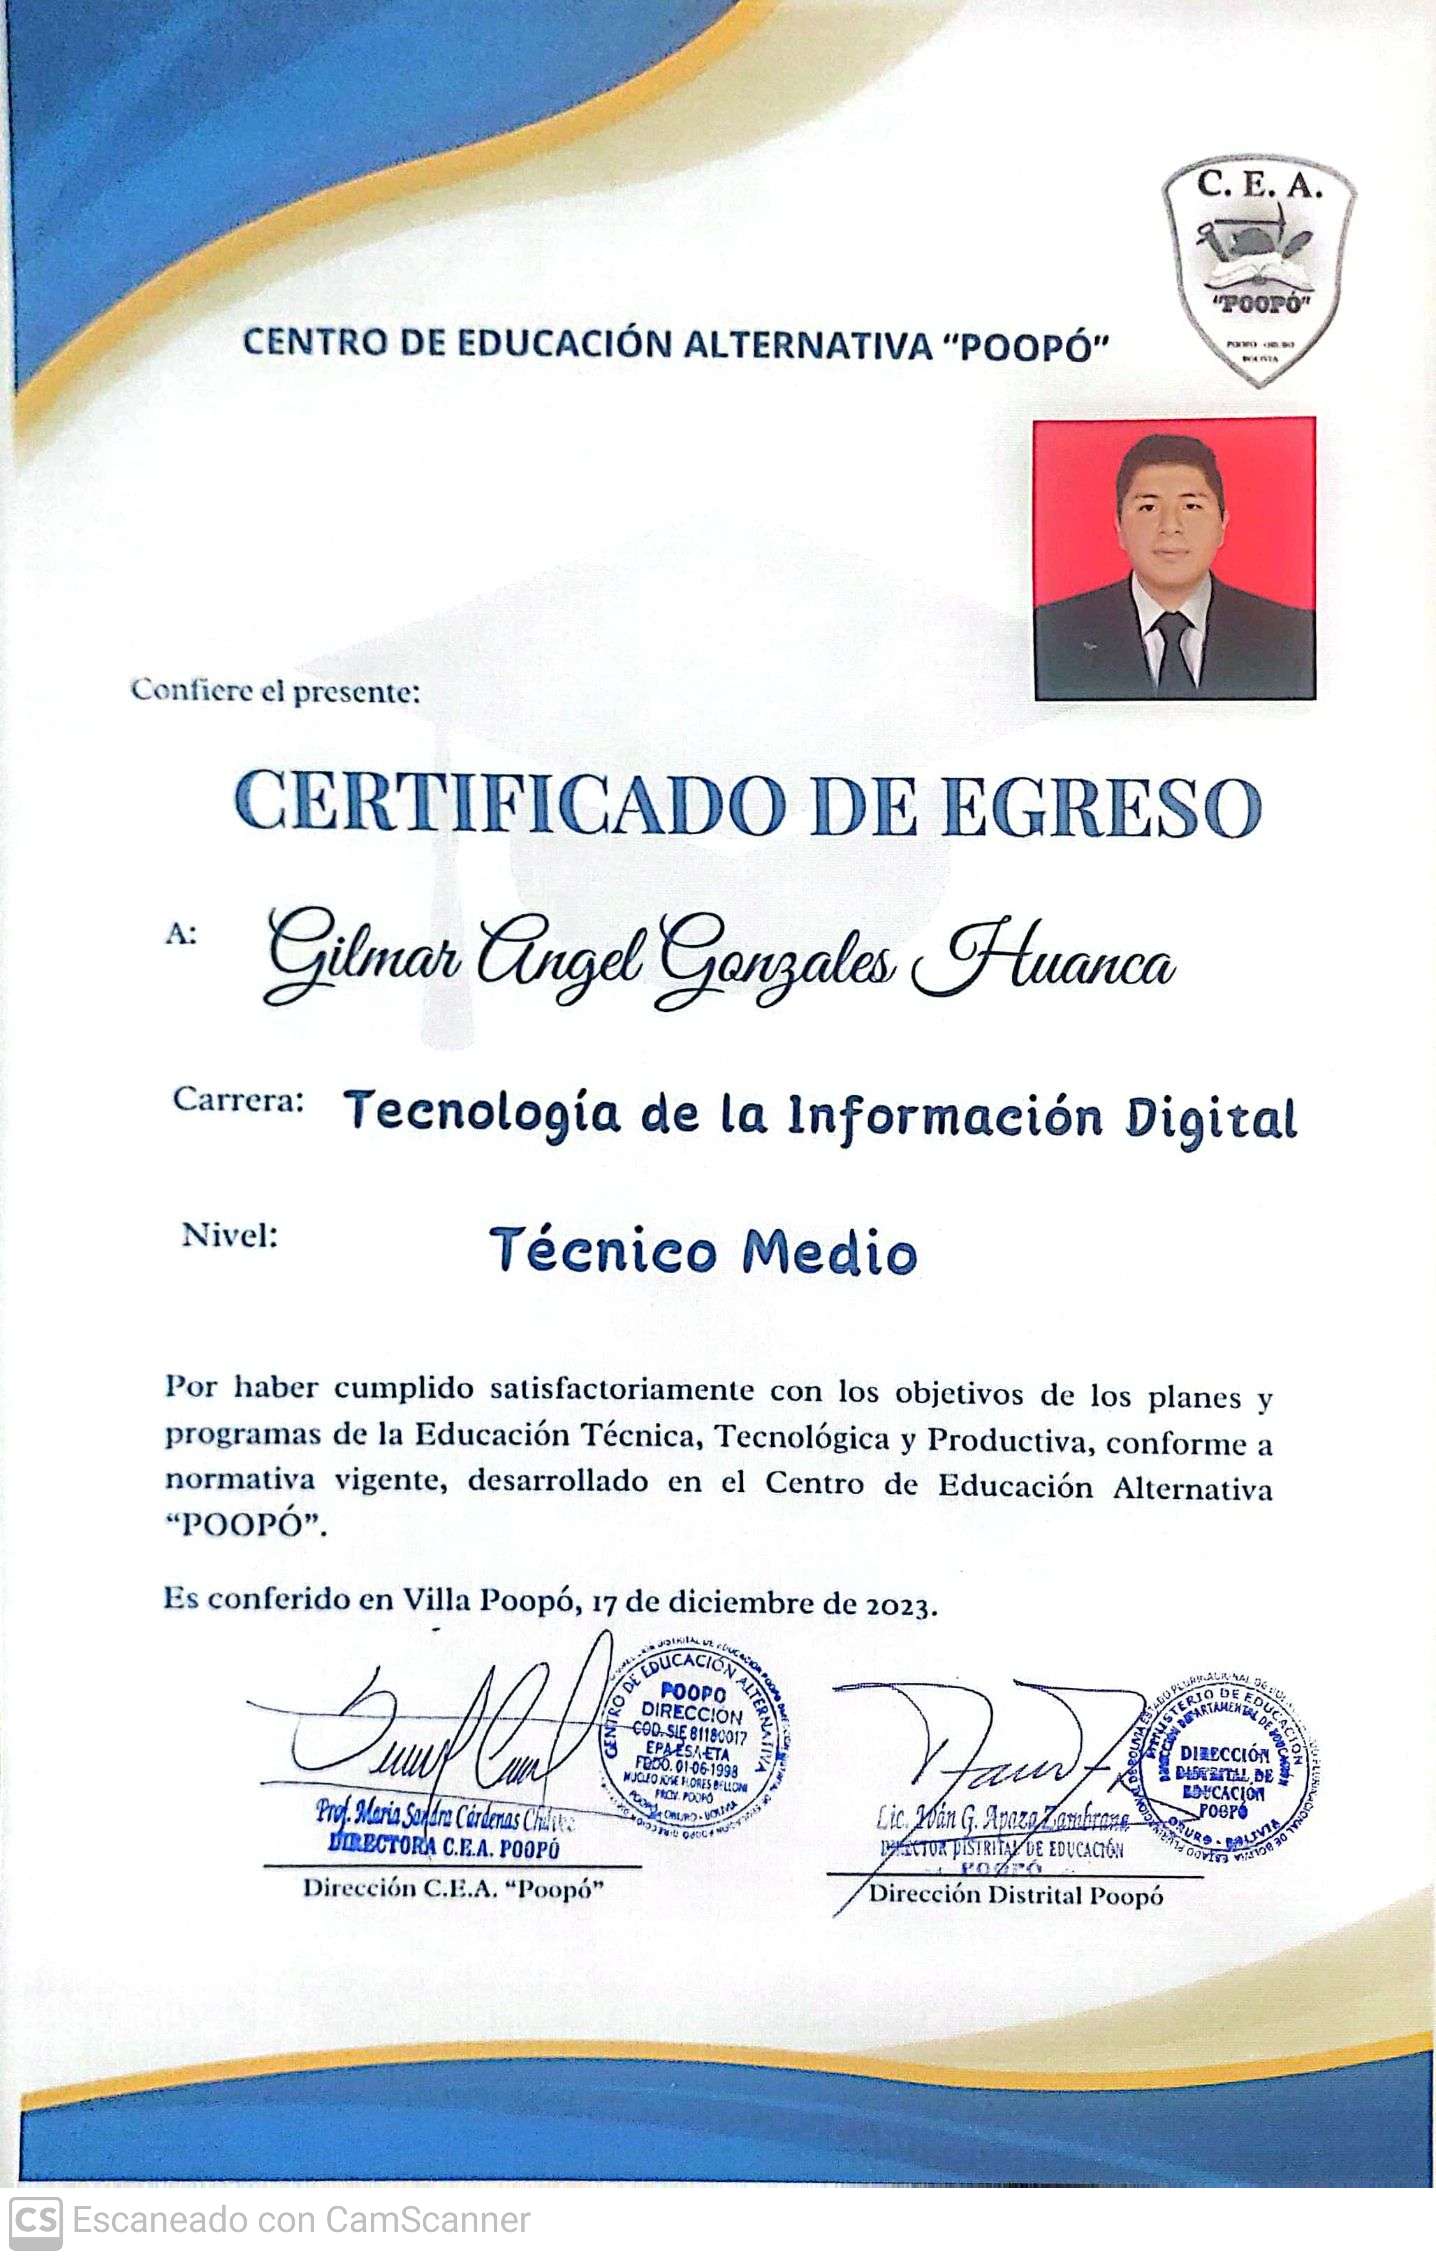 C. E. A.
"POOPÓ"
POOPO - ORURO
BOLIVIA
CENTRO DE EDUCACIÓN ALTERNATIVA "POOPÓ"
Confiere el presente:
CERTIFICADO DE EGRESO
A: Gilmar Angel Gonzales Huanca
Carrera: Tecnología de la Información Digital
Nivel: Técnico Medio
Por haber cumplido satisfactoriamente con los objetivos de los planes y
programas de la Educación Técnica, Tecnológica y Productiva, conforme a
normativa vigente, desarrollado en el Centro de Educación Alternativa
“POOPÓ”.
Es conferido en Villa Poopó, 17 de diciembre de 2023.
CENTRO DE EDUCACIÓN ALTERNATIVA
POOPO
DIRECCIÓN
COD. SIE 81180017
EPA-ESA-ETA
FDDO. 01-06-1998
NUCLEO JOSE FLORES BELLONI
PROV. POOPÓ
ORURO - BOLIVIA
Prof. Maria Sandra Cárdenas
DIRECTORA C.E.A. POOPÓ
Dirección C.E.A. “Poopó”
MINISTERIO DE EDUCACIÓN
DIRECCIÓN DEPARTAMENTAL DE EDUCACIÓN
DIRECCIÓN
DISTRITAL DE
EDUCACIÓN
POOPÓ
ORURO - BOLIVIA
Lic. Iván G. Apaza Zambrana
DIRECTOR DISTRITAL DE EDUCACIÓN
POOPÓ
Dirección Distrital Poopó
CS Escaneado con CamScanner